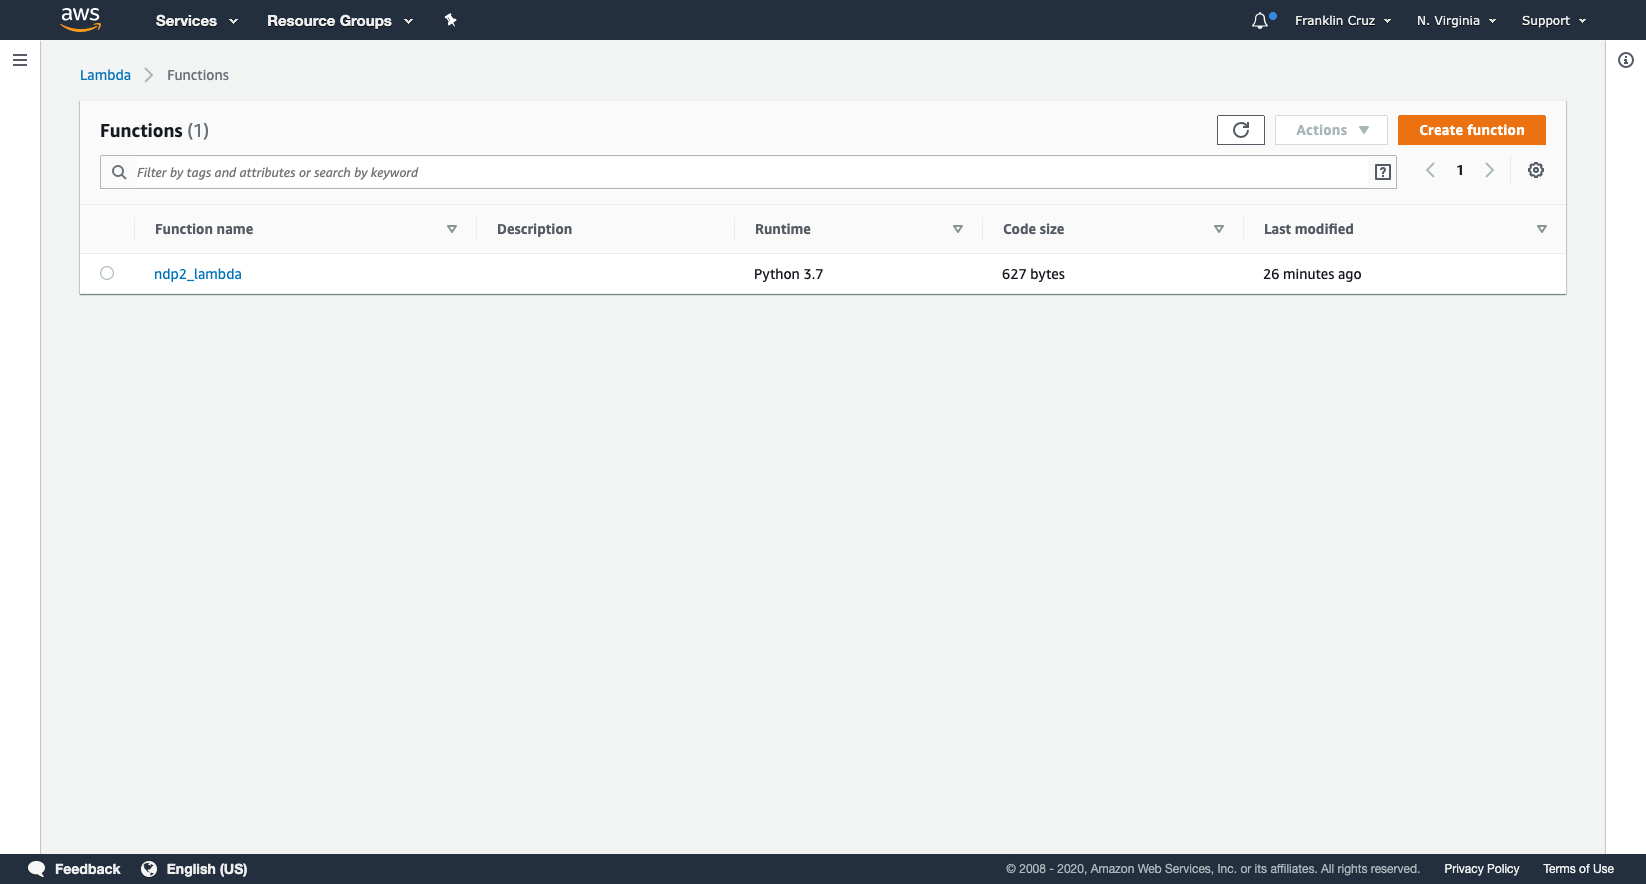 aws Services Resource Groups Franklin Cruz N. Virginia Support
Lambda Functions
Functions (1) Actions Create function
Filter by tags and attributes or search by keyword ? 1
Function name Description Runtime Code size Last modified
ndp2_lambda Python 3.7 627 bytes 26 minutes ago
Feedback English (US) © 2008 - 2020, Amazon Web Services, Inc. or its affiliates. All rights reserved. Privacy Policy Terms of Use